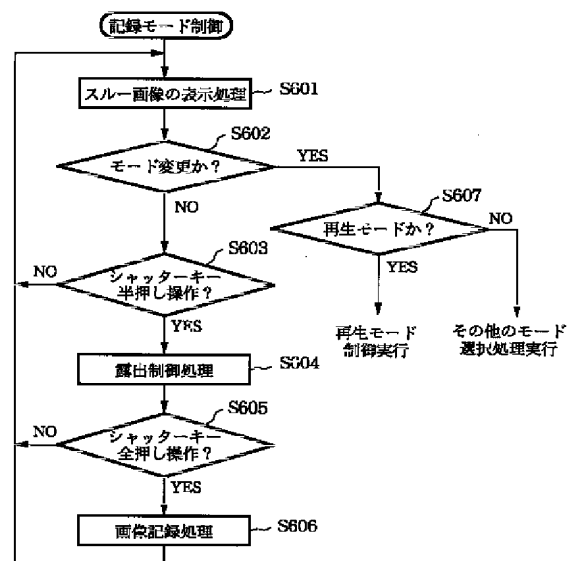 記録モード制御
スルー画像の表示処理
S601
S602
モード変更か？
YES
NO
S607
再生モードか？
NO
YES
再生モード
制御実行
その他のモード
選択処理実行
S603
シャッターキー
半押し操作？
NO
YES
露出制御処理
S604
S605
シャッターキー
全押し操作？
NO
YES
画像記録処理
S606